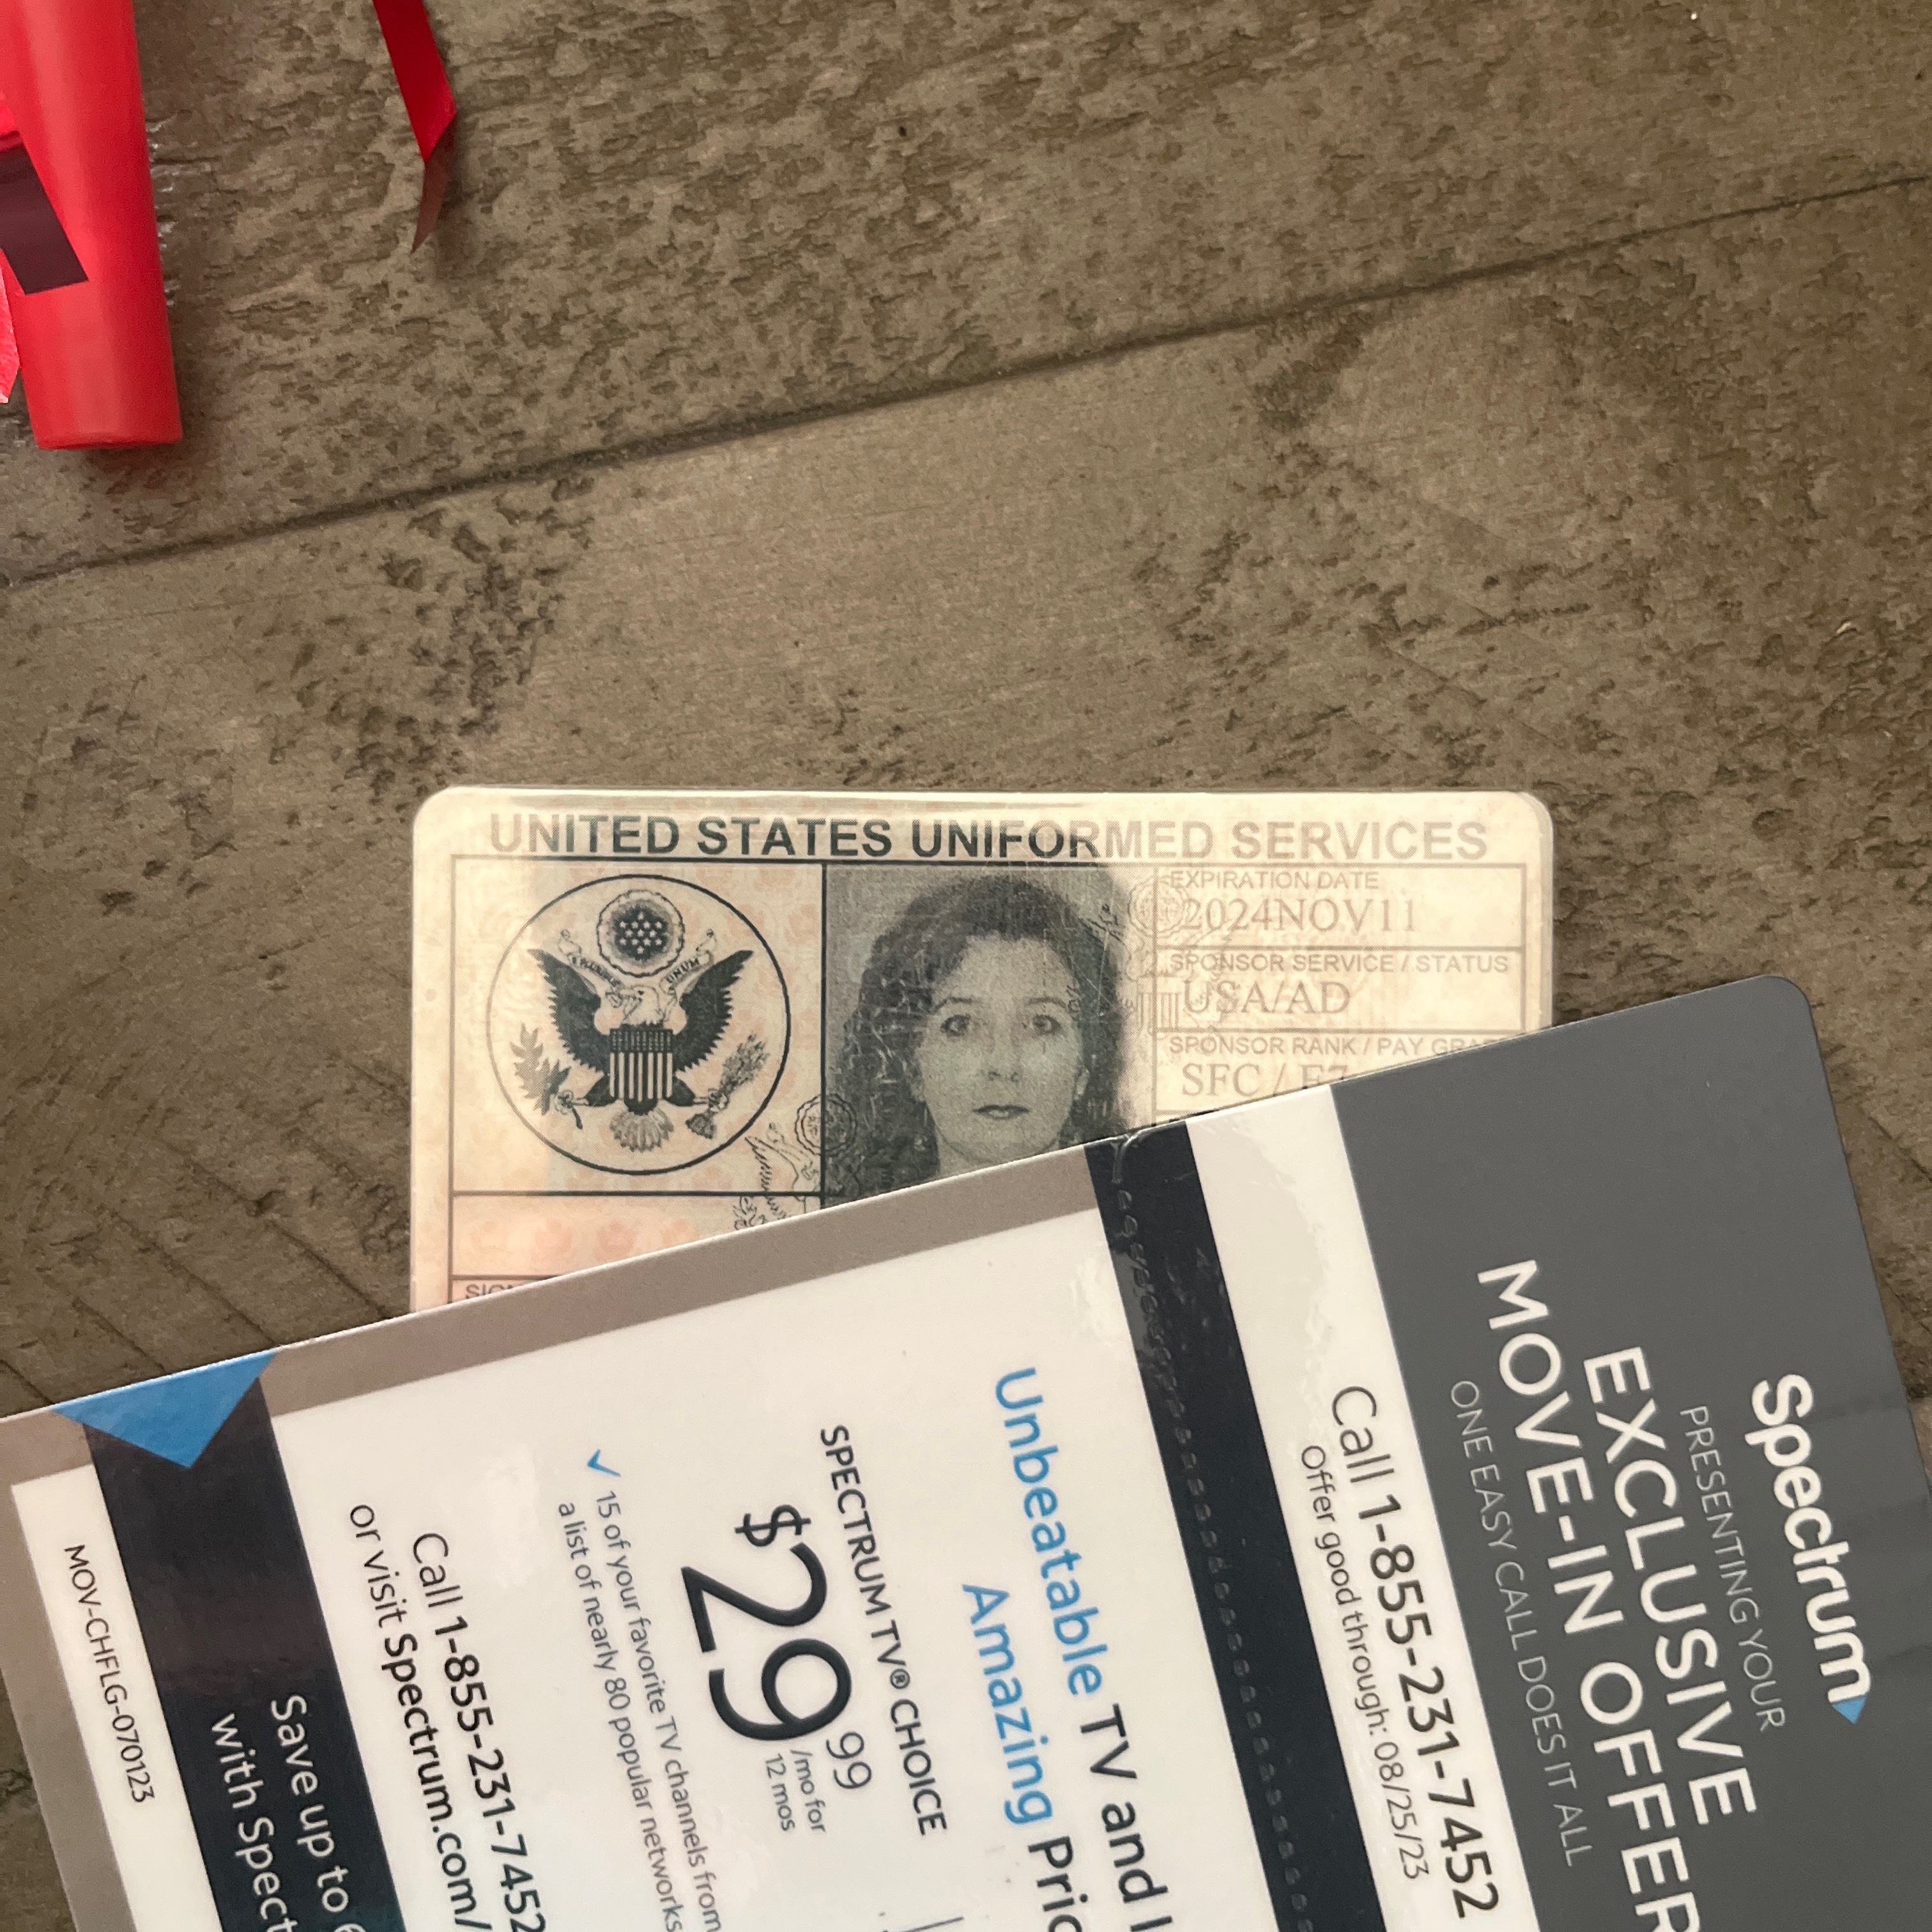 UNITED STATES UNIFORMED SERVICES
EXPIRATION DATE
2024NOV11
SPONSOR SERVICE / STATUS
USA/AD
SPONSOR RANK / PAY
SFC / E7
UNUM
Spectrum
PRESENTING YOUR
EXCLUSIVE
MOVE-IN OFFER
ONE EASY CALL DOES IT ALL
Call 1-855-231-7452
Offer good through: 08/25/23
Unbeatable TV and
Amazing
SPECTRUM TV® CHOICE
$29 99 /mo for
12 mos
✓ 15 of your favorite TV channels from
a list of nearly 80 popular networks
Call 1-855-231-7452
or visit Spectrum.com/
Save up to
with
MOV-CHFLG-070123